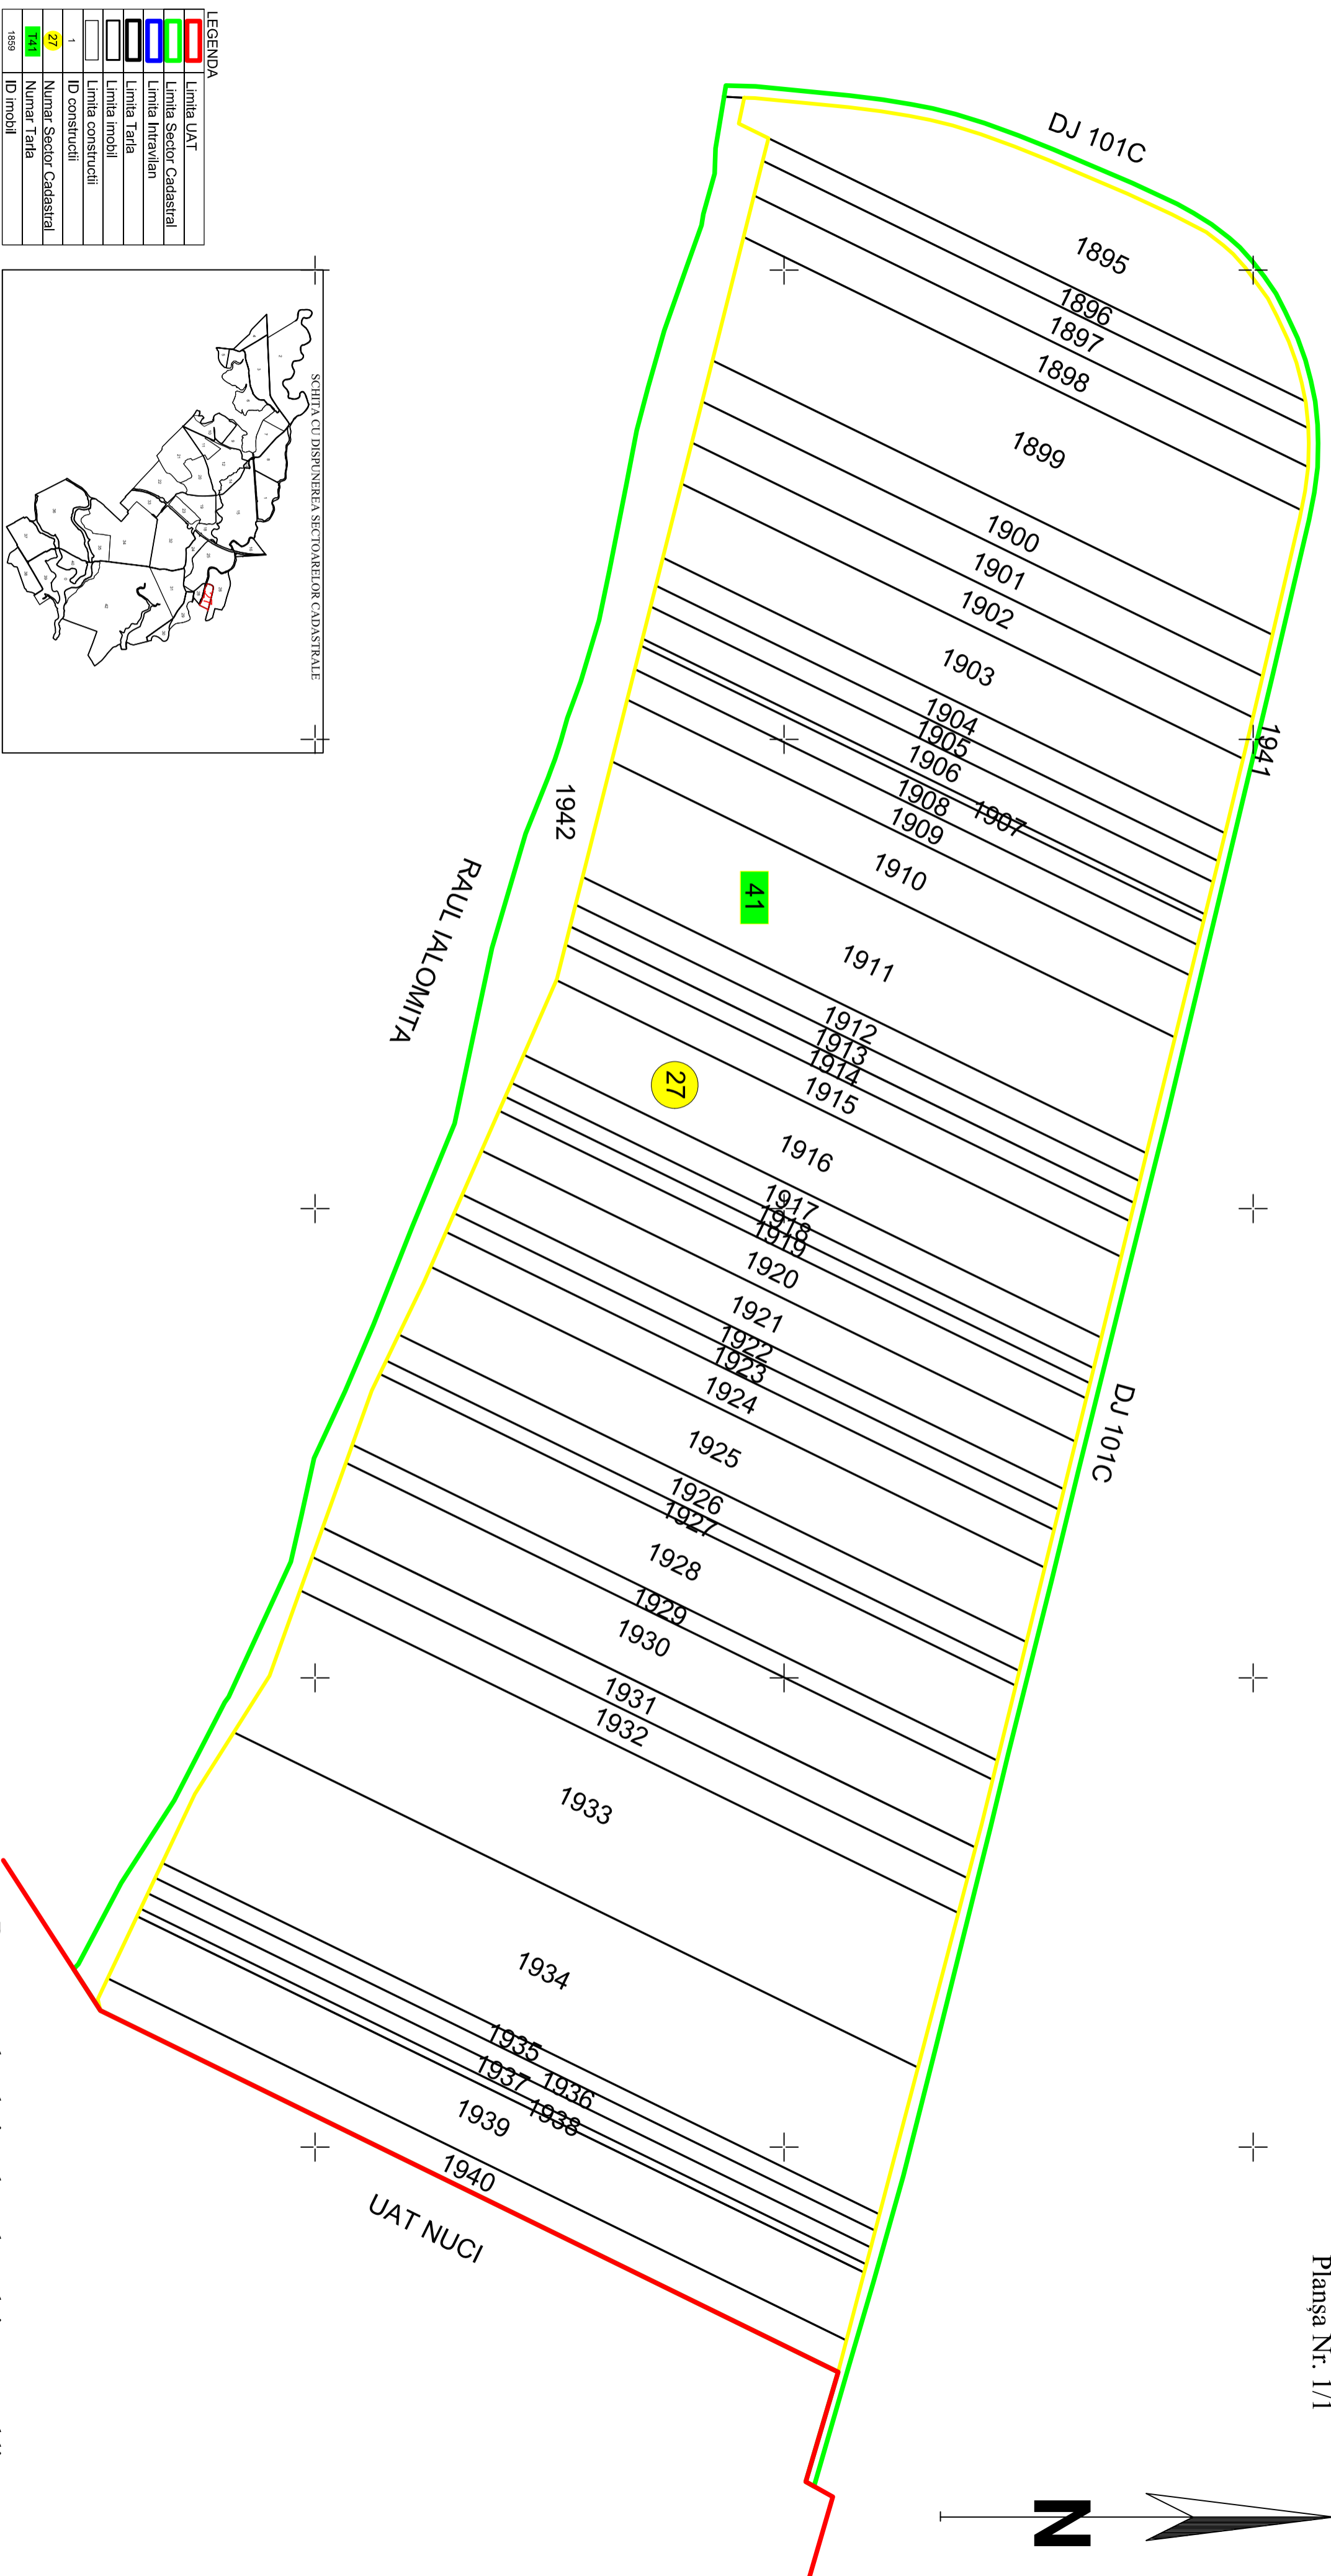 Planșa Nr. 1/1
N
DJ 101C
1895
1896
1897
1898
1899
1900
1901
1902
1903
1904
1905
1906
1907
1908
1909
1910
1911
1912
1913
1914
1915
1916
1917
1918
1919
1920
1921
1922
1923
1924
1925
1926
1927
1928
1929
1930
1931
1932
1933
1934
1935
1936
1937
1938
1939
1940
1941
DJ 101C
41
27
1942
RAUL IALOMITA
UAT NUCI
LEGENDA
Limita UAT
Limita Sector Cadastral
Limita Intravilan
Limita Tarla
Limita imobil
Limita constructii
1 ID constructii
27 Numar Sector Cadastral
T41 Numar Tarla
1859 ID imobil
SCHITA CU DISPUNEREA SECTOARELOR CADASTRALE